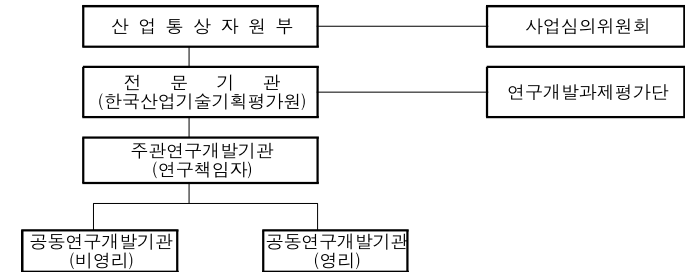 산 업 통 상 자 원 부
사업심의위원회
전 문 기 관
(한국산업기술기획평가원)
연구개발과제평가단
주관연구개발기관
(연구책임자)
공동연구개발기관
(비영리)
공동연구개발기관
(영리)